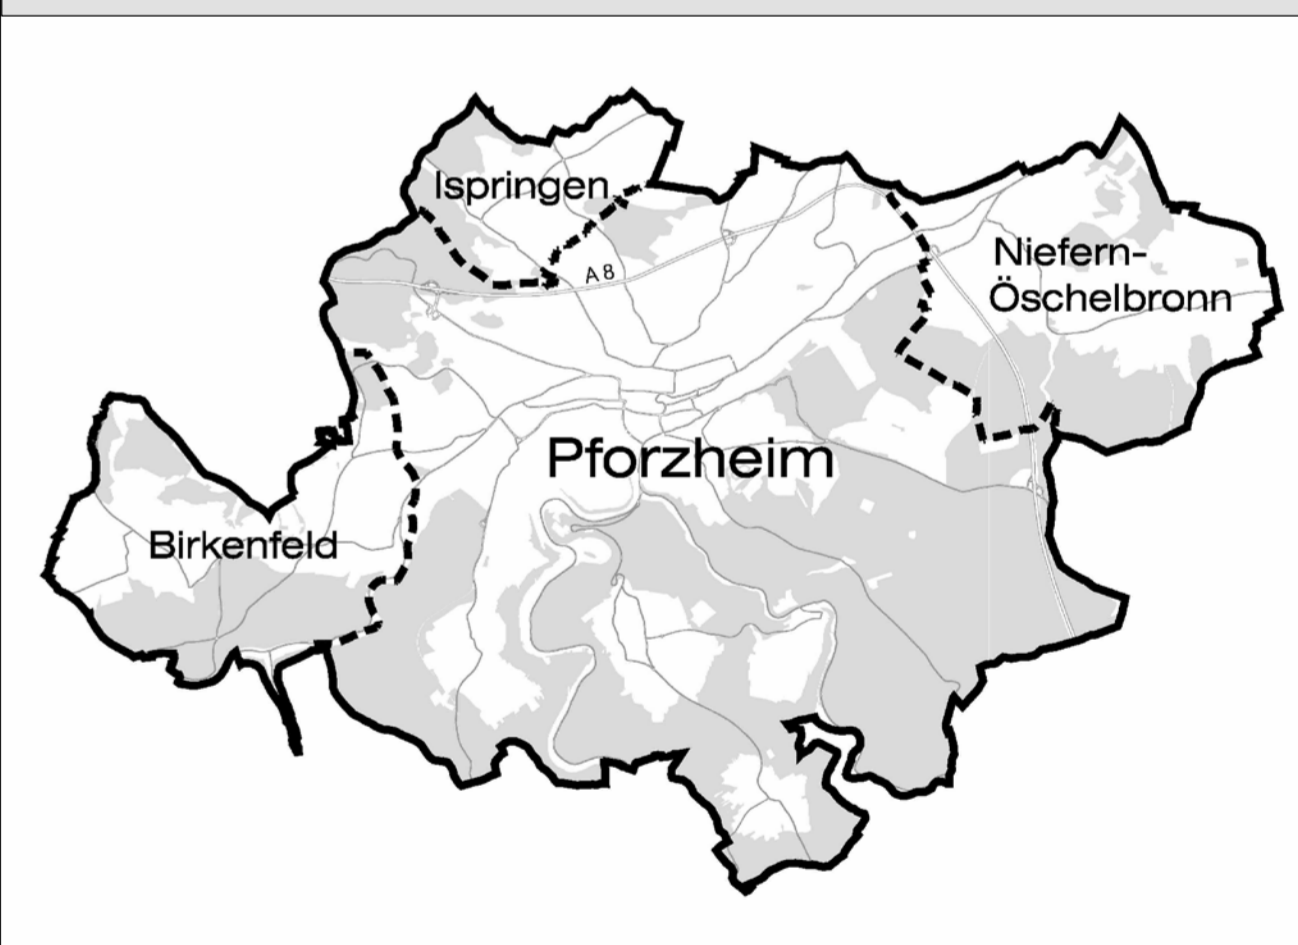 Ispringen
A 8
Niefern-
Öschelbronn
Pforzheim
Birkenfeld